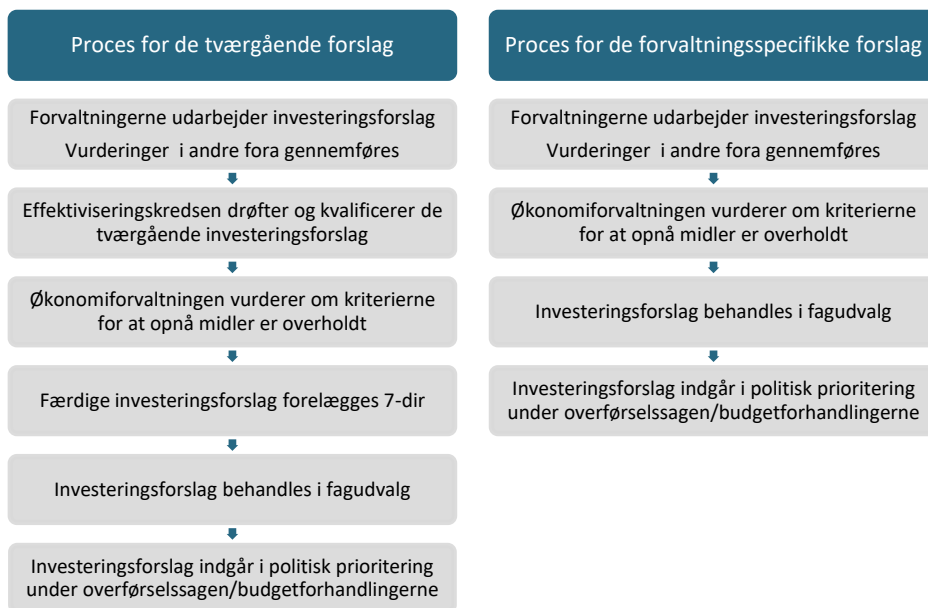 Proces for de tværgående forslag
Forvaltningerne udarbejder investeringsforslag
Vurderinger i andre fora gennemføres
Effektiviseringskredsen drøfter og kvalificerer de
tværgående investeringsforslag
Økonomiforvaltningen vurderer om kriterierne
for at opnå midler er overholdt
Færdige investeringsforslag forelægges 7-dir
Investeringsforslag behandles i fagudvalg
Investeringsforslag indgår i politisk prioritering
under overførselssagen/budgetforhandlingerne
Proces for de forvaltningsspecifikke forslag
Forvaltningerne udarbejder investeringsforslag
Vurderinger i andre fora gennemføres
Økonomiforvaltningen vurderer om kriterierne
for at opnå midler er overholdt
Investeringsforslag behandles i fagudvalg
Investeringsforslag indgår i politisk prioritering
under overførselssagen/budgetforhandlingerne